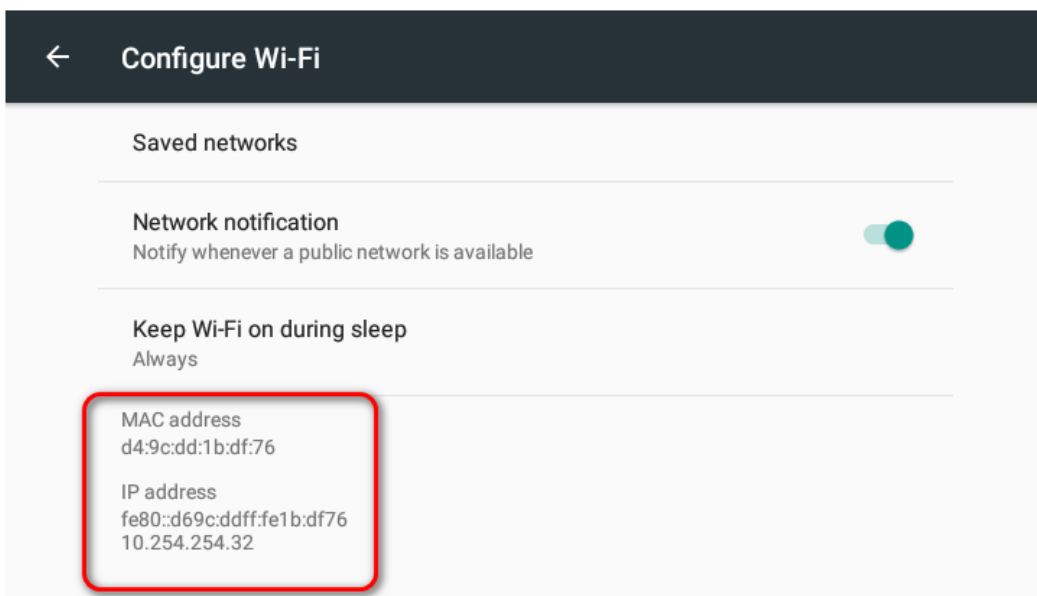 Configure Wi-Fi
Saved networks
Network notification
Notify whenever a public network is available
Keep Wi-Fi on during sleep
Always
MAC address
d4:9c:dd:1b:df:76
IP address
fe80::d69c:ddff:fe1b:df76
10.254.254.32